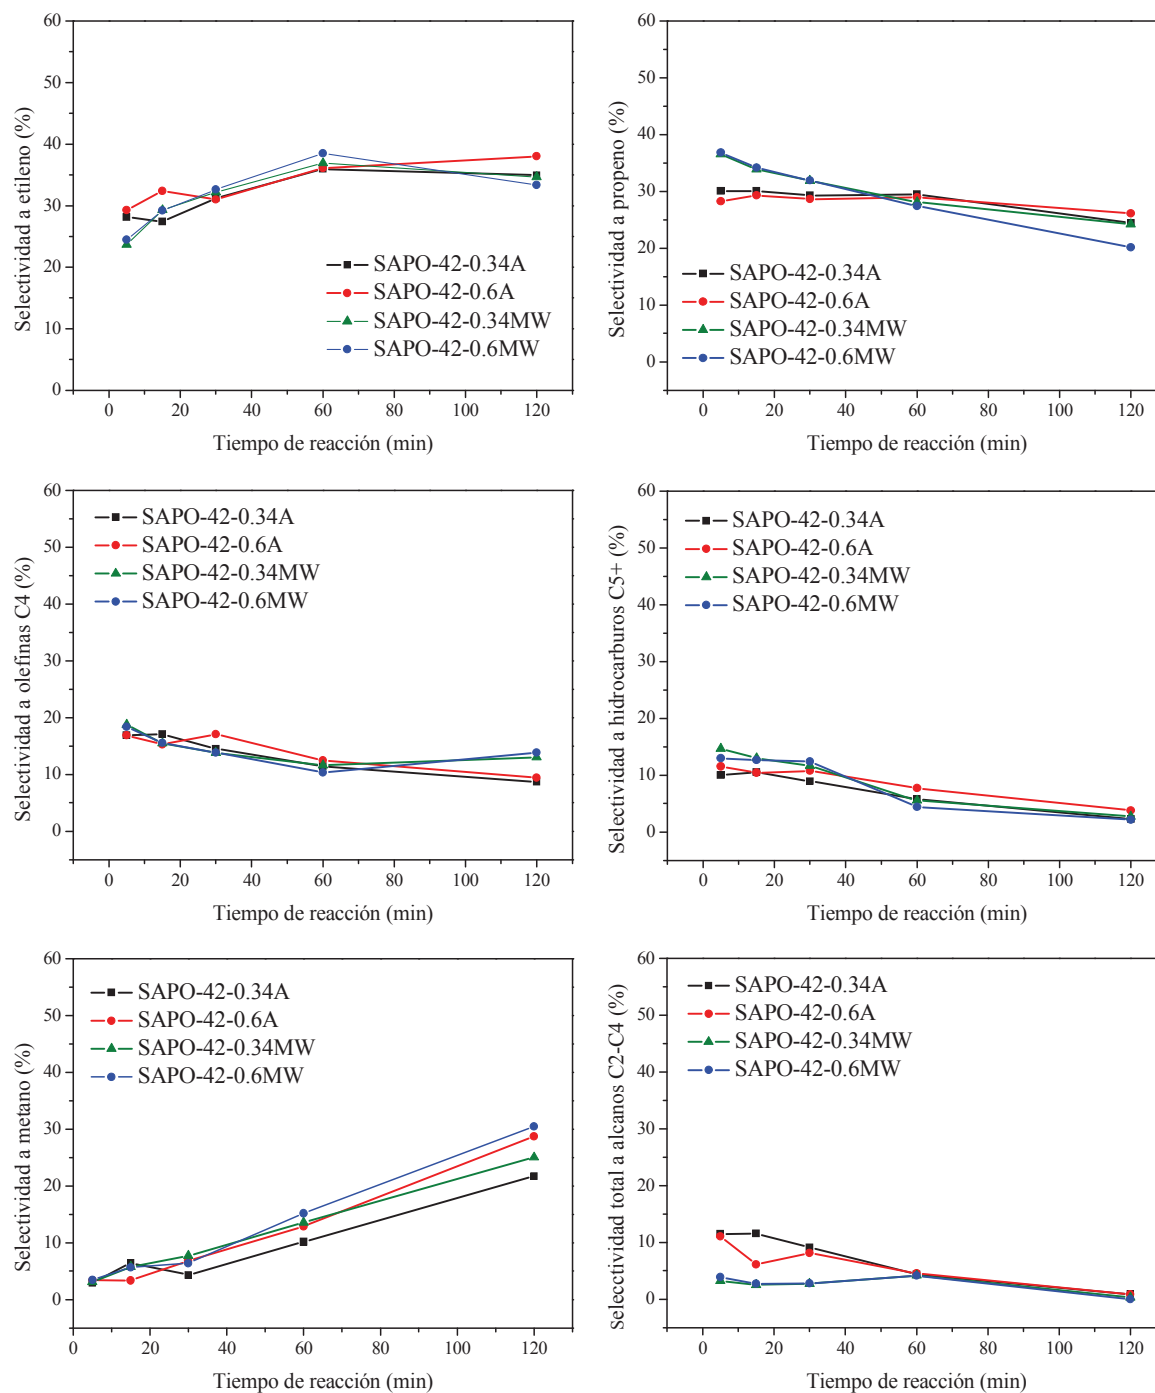 Selectividad a etileno (%)
60
50
40
30
20
10
0
SAPO-42-0.34A
SAPO-42-0.6A
SAPO-42-0.34MW
SAPO-42-0.6MW
0 20 40 60 80 100 120
Tiempo de reacción (min)
Selectividad a propeno (%)
60
50
40
30
20
10
0
SAPO-42-0.34A
SAPO-42-0.6A
SAPO-42-0.34MW
SAPO-42-0.6MW
0 20 40 60 80 100 120
Tiempo de reacción (min)
Selectividad a olefinas C4 (%)
60
50
40
30
20
10
0
SAPO-42-0.34A
SAPO-42-0.6A
SAPO-42-0.34MW
SAPO-42-0.6MW
0 20 40 60 80 100 120
Tiempo de reacción (min)
Selectividad a hidrocarburos C5+ (%)
60
50
40
30
20
10
0
SAPO-42-0.34A
SAPO-42-0.6A
SAPO-42-0.34MW
SAPO-42-0.6MW
0 20 40 60 80 100 120
Tiempo de reacción (min)
Selectividad a metano (%)
60
50
40
30
20
10
0
SAPO-42-0.34A
SAPO-42-0.6A
SAPO-42-0.34MW
SAPO-42-0.6MW
0 20 40 60 80 100 120
Tiempo de reacción (min)
Selecctividad total a alcanos C2-C4 (%)
60
50
40
30
20
10
0
SAPO-42-0.34A
SAPO-42-0.6A
SAPO-42-0.34MW
SAPO-42-0.6MW
0 20 40 60 80 100 120
Tiempo de reacción (min)